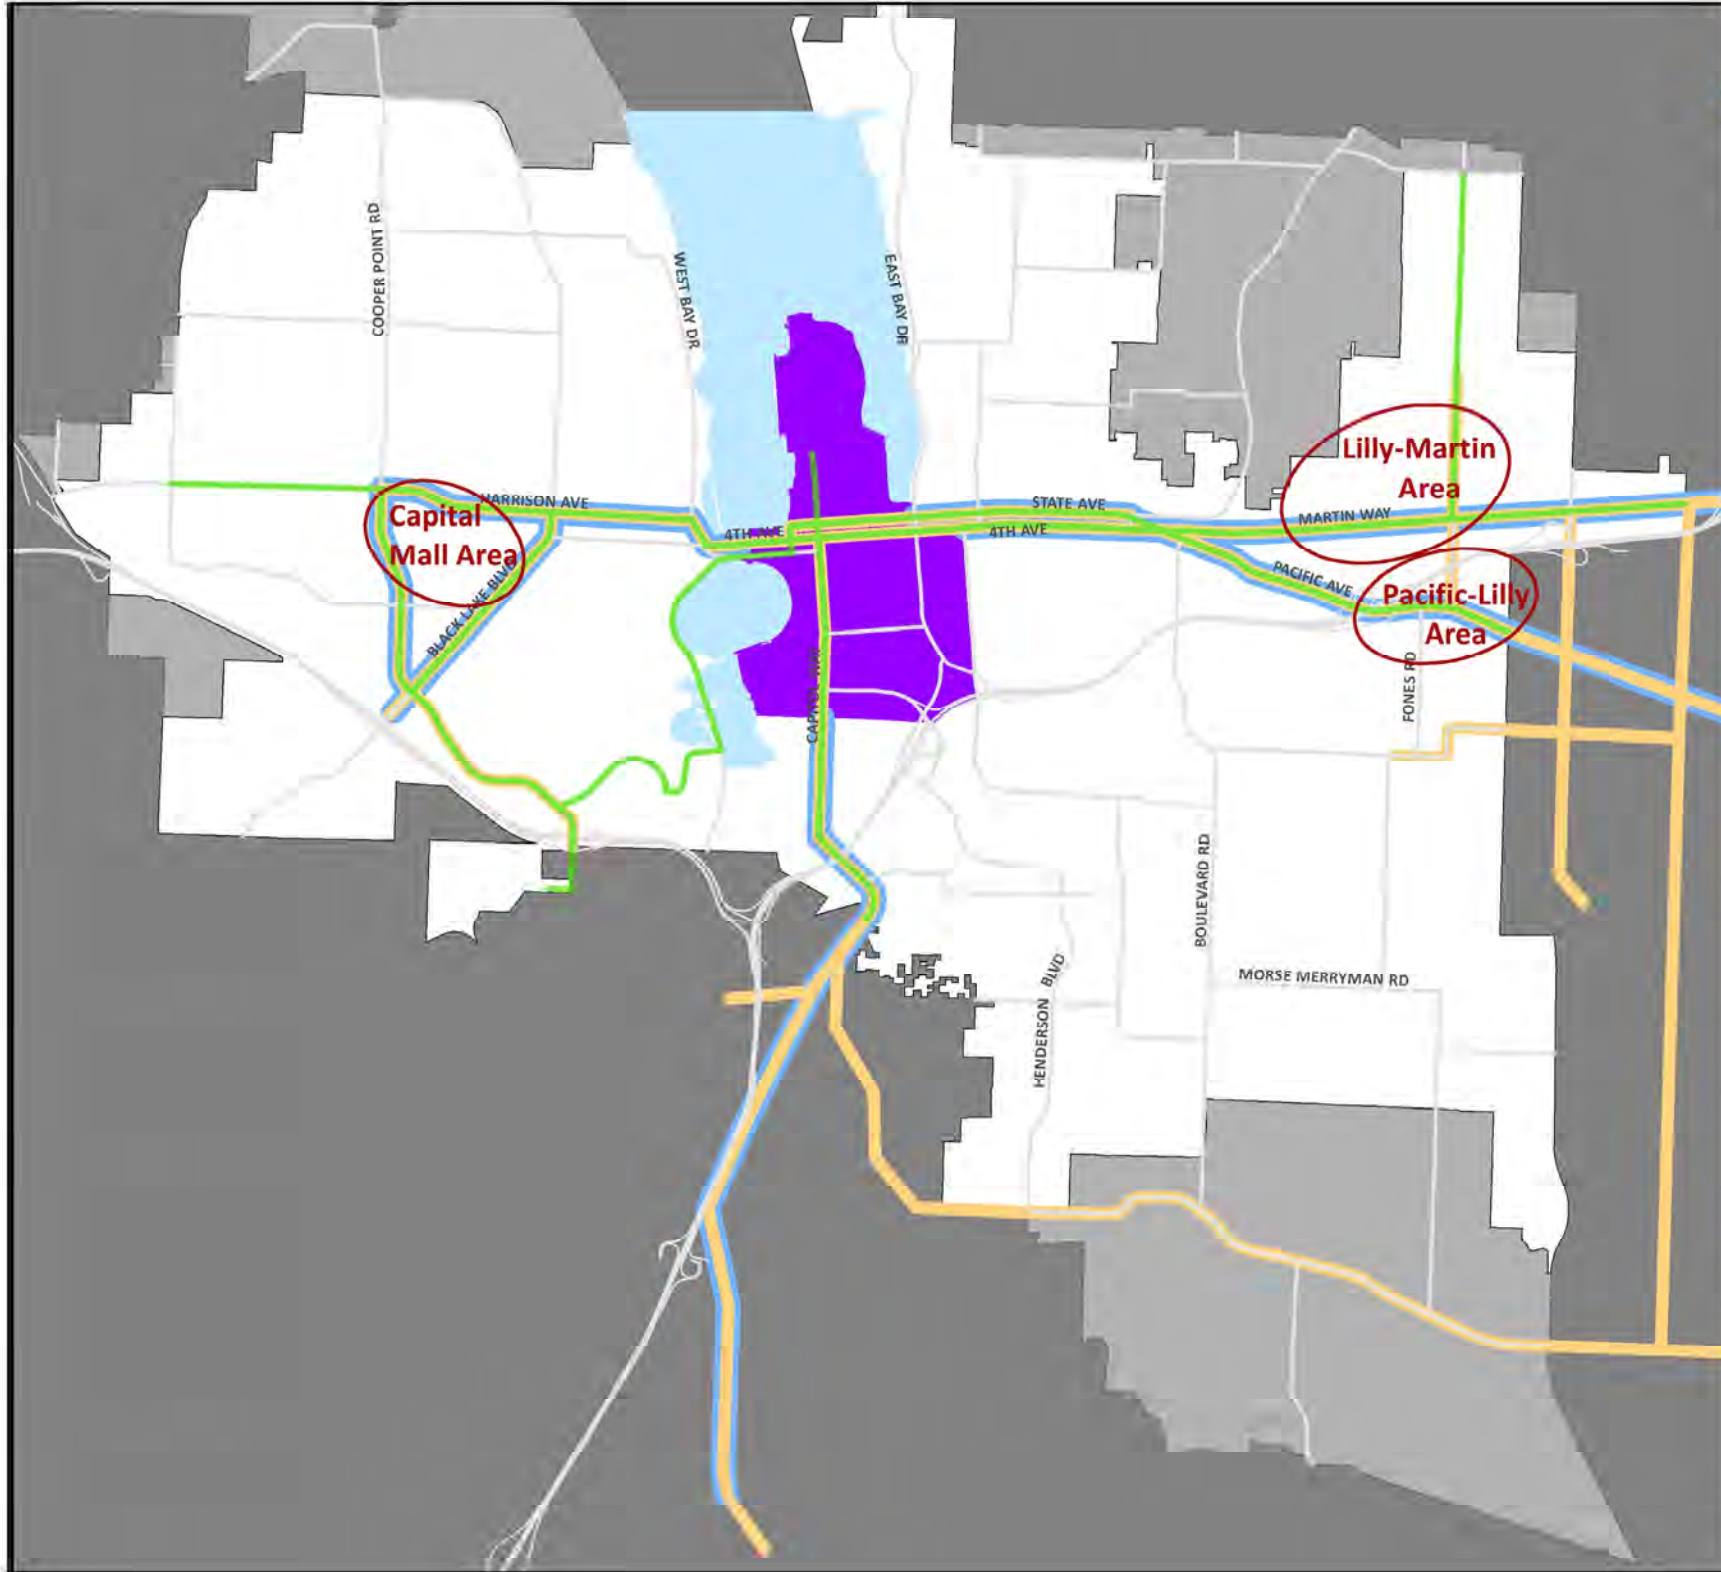 COOPER POINT RD
WEST BAY DR
EAST BAY DR
Lilly-Martin
Area
HARRISON AVE
STATE AVE
Capital
Mall Area
4TH AVE
4TH AVE
MARTIN WAY
PACIFIC AVE
Pacific-Lilly
Area
BLACK LAKE BLVD
CAPITOL WAY
FONES RD
BOULEVARD RD
MORSE MERRYMAN RD
HENDERSON BLVD